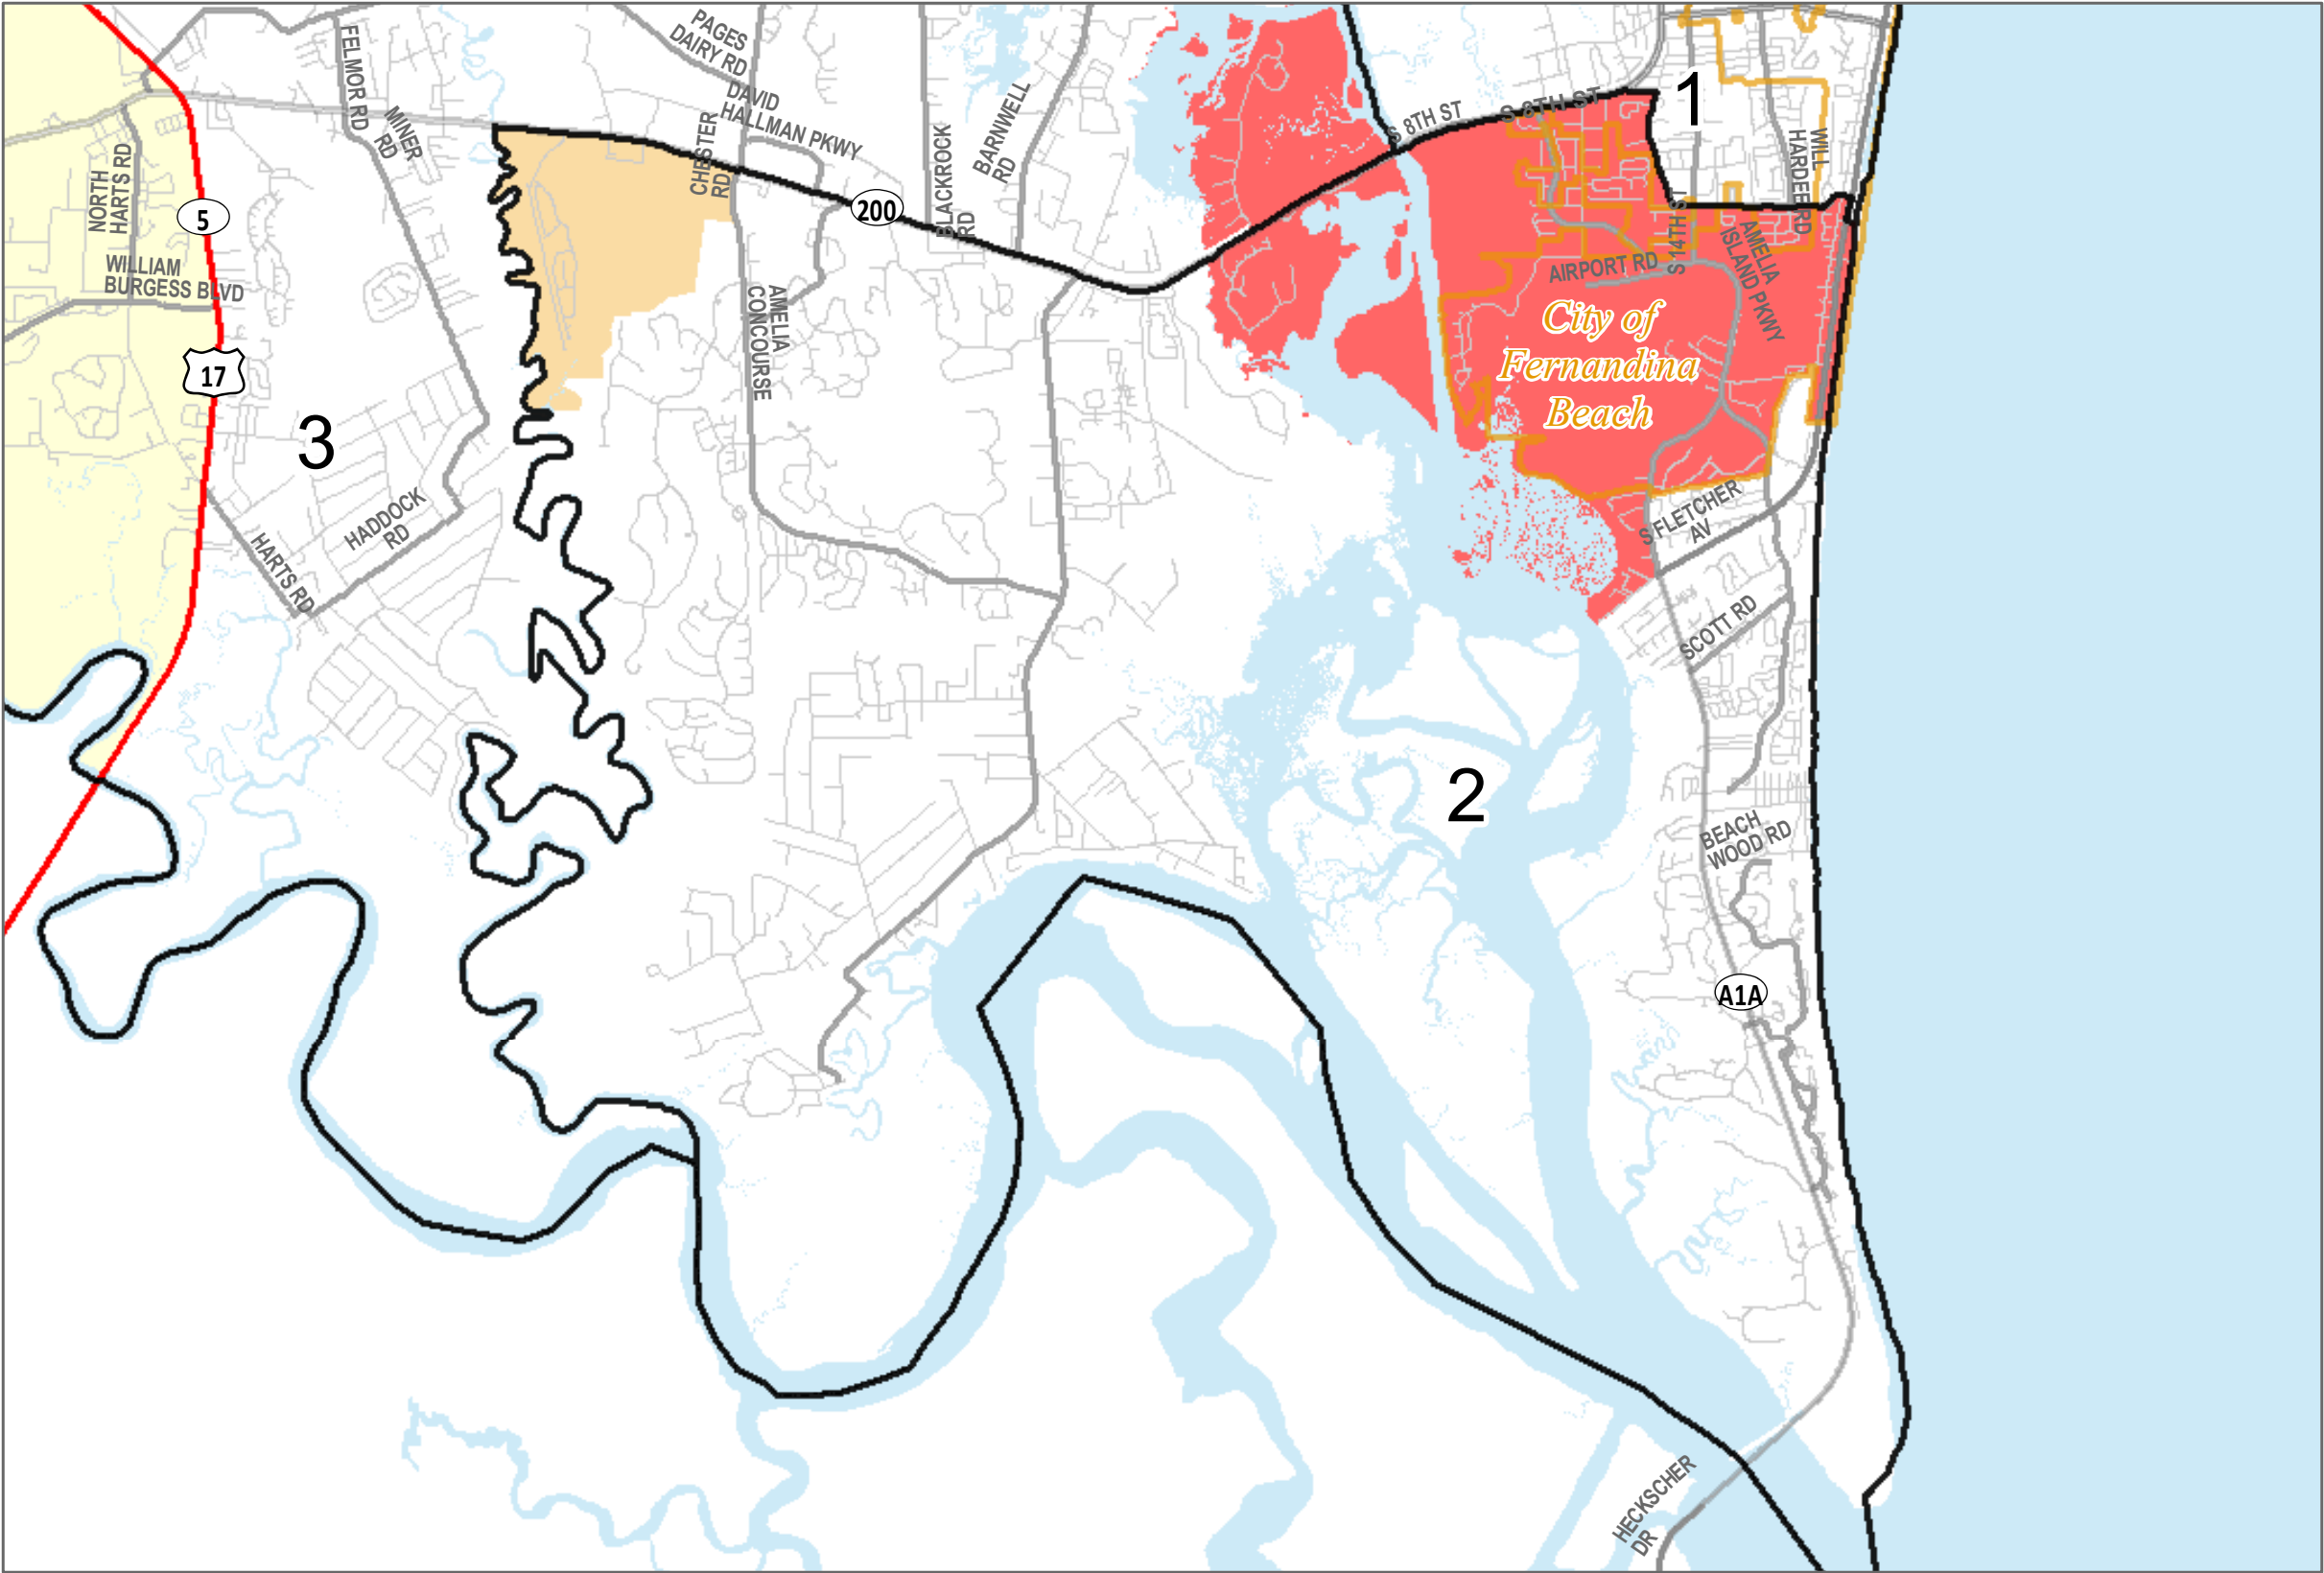 PAGES
DAIRY RD
FELMOR RD
MINER
RD
DAVID
HALLMAN PKWY
CHESTER
RD
BLACKROCK
RD
BARNWELL
RD
S 8TH ST
S 8TH ST
1
WILL
HARDEE RD
NORTH
HARTS RD
5
200
S 14TH ST
AMELIA
ISLAND PKWY
AIRPORT RD
WILLIAM
BURGESS BLVD
AMELIA
CONCOURSE
City of
Fernandina
Beach
17
3
HADDOCK
RD
HARTS RD
S FLETCHER
AV
SCOTT RD
2
BEACH
WOOD RD
A1A
HECKSCHER
DR